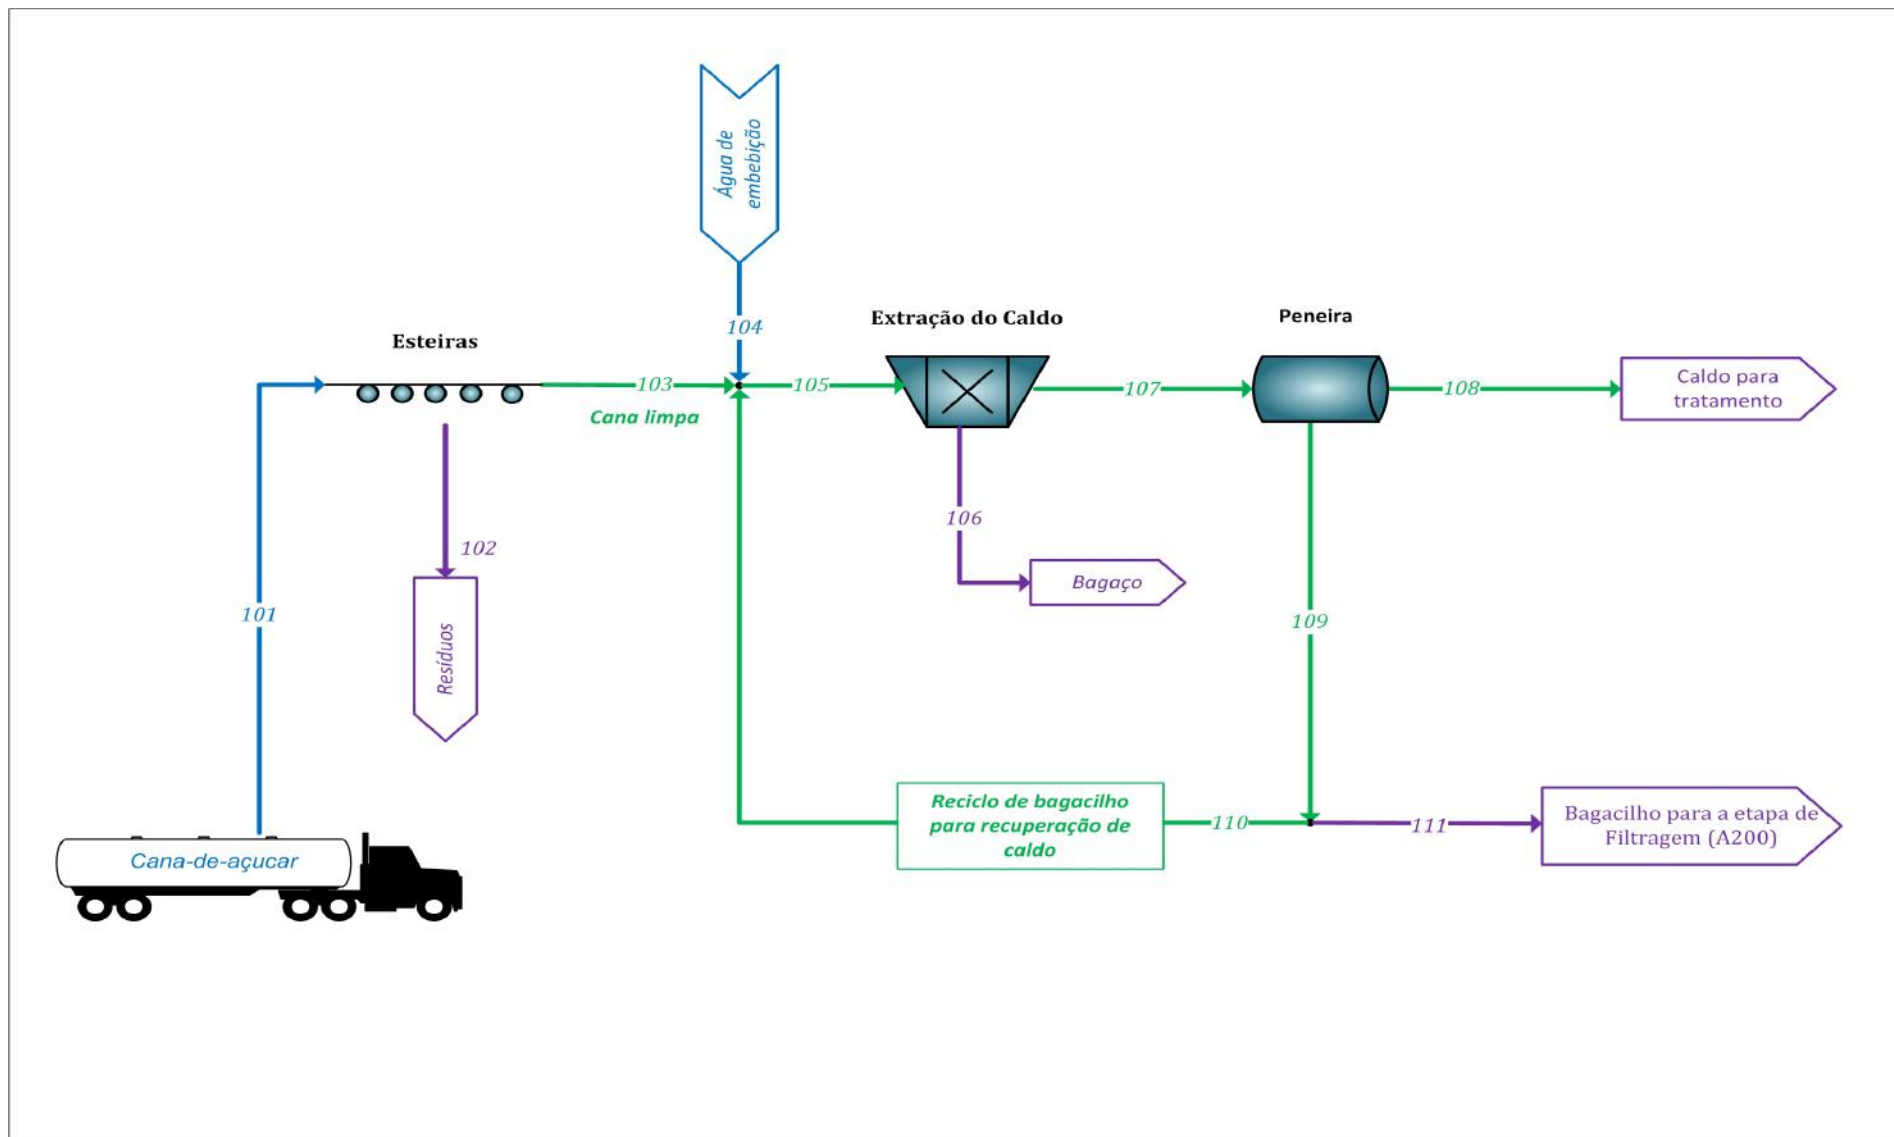 Água de
embebição
104
Esteiras
Extração do Caldo
Peneira
103
Cana limpa
105
107
108
Caldo para
tratamento
102
Resíduos
106
Bagaço
101
109
Reciclo de bagacilho
para recuperação de
caldo
110
111
Bagacilho para a etapa de
Filtragem (A200)
Cana-de-açucar